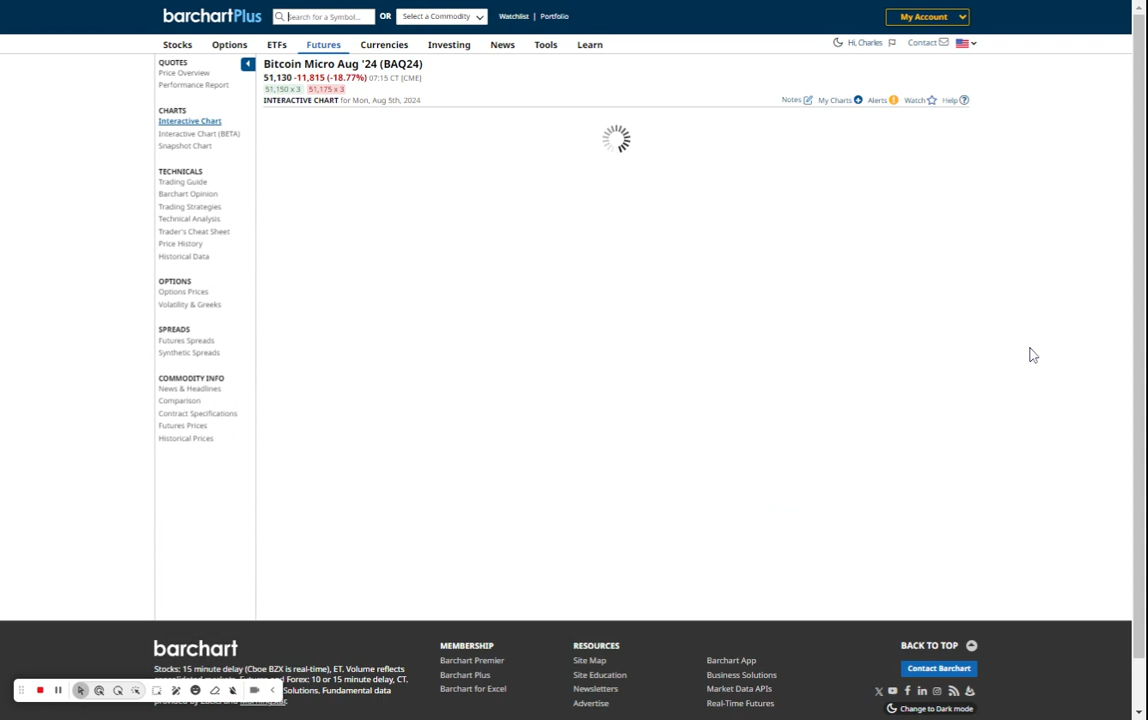 barchartPlus Search for a Symbol... OR Select a Commodity Watchlist | Portfolio My Account
Stocks Options ETFs Futures Currencies Investing News Tools Learn Hi, Charles Contact
QUOTES
Price Overview
Performance Report
CHARTS
Interactive Chart
Interactive Chart (BETA)
Snapshot Chart
TECHNICALS
Trading Guide
Barchart Opinion
Trading Strategies
Technical Analysis
Trader's Cheat Sheet
Price History
Historical Data
OPTIONS
Options Prices
Volatility & Greeks
SPREADS
Futures Spreads
Synthetic Spreads
COMMODITY INFO
News & Headlines
Comparison
Contract Specifications
Futures Prices
Historical Prices
Bitcoin Micro Aug '24 (BAQ24)
51,130 -11,815 (-18.77%) 07:15 CT [CME]
51,150 x 3 51,175 x 3
INTERACTIVE CHART for Mon, Aug 5th, 2024
Notes My Charts Alerts Watch Help
barchart
Stocks: 15 minute delay (Cboe BZX is real-time), ET. Volume reflects
Forex: 10 or 15 minute delay, CT.
Solutions. Fundamental data
MEMBERSHIP
Barchart Premier
Barchart Plus
Barchart for Excel
RESOURCES
Site Map
Site Education
Newsletters
Advertise
Barchart App
Business Solutions
Market Data APIs
Real-Time Futures
BACK TO TOP
Contact Barchart
Change to Dark mode